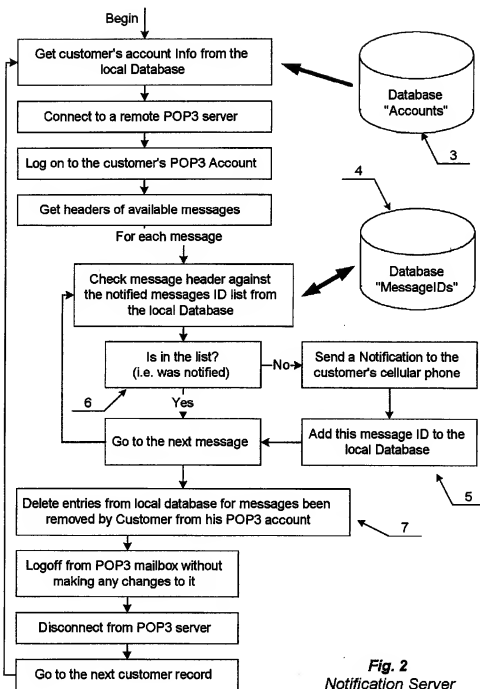 Begin
Get customer's account Info from the
local Database
Database
"Accounts"
3
Connect to a remote POP3 server
Log on to the customer's POP3 Account
Get headers of available messages
For each message
4
Check message header against
the notified messages ID list from
the local Database
Database
"MessageIDs"
Is in the list?
(i.e. was notified)
No
Send a Notification to the
customer's cellular phone
6
Yes
Go to the next message
Add this message ID to the
local Database
5
Delete entries from local database for messages been
removed by Customer from his POP3 account
7
Logoff from POP3 mailbox without
making any changes to it
Disconnect from POP3 server
Go to the next customer record
Fig. 2
Notification Server